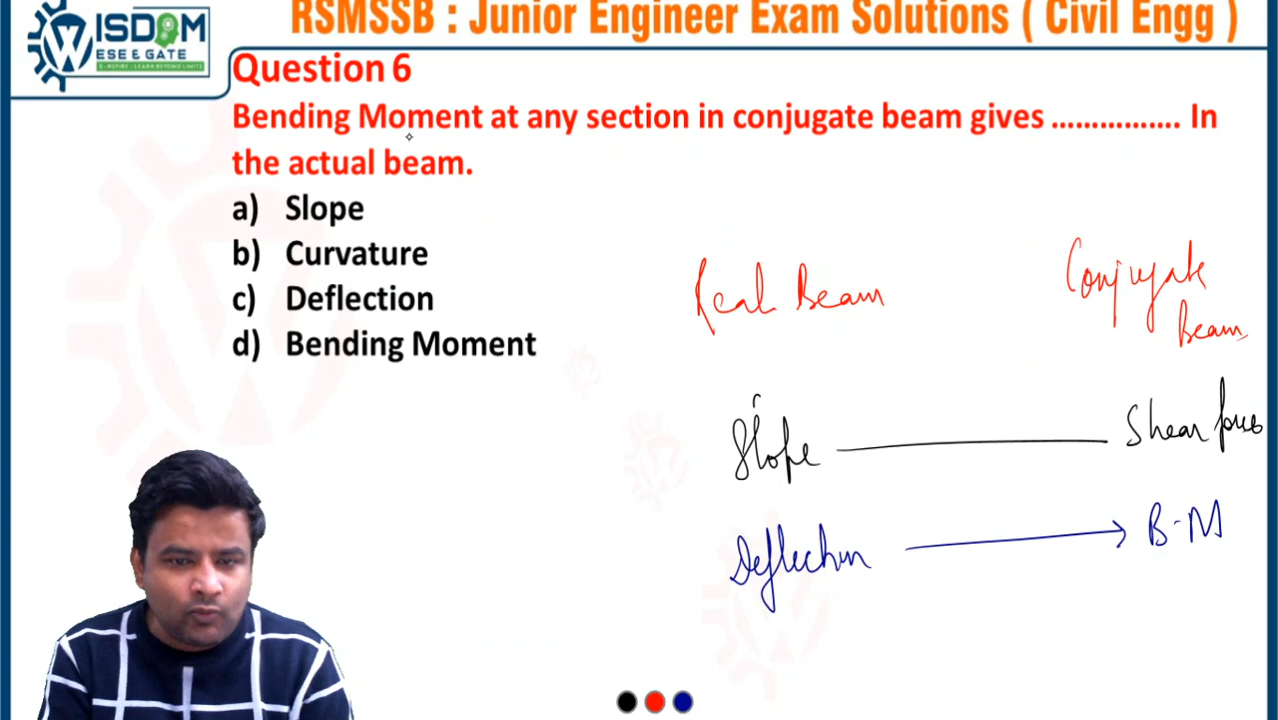 ISDOM
ESE & GATE
RSMSSB : Junior Engineer Exam Solutions ( Civil Engg )
Question 6
Bending Moment at any section in conjugate beam gives ................ In
the actual beam.
a) Slope
b) Curvature
c) Deflection
d) Bending Moment
Real Beam
Conjugate
Beam
Slope
Shear force
Deflection
B-M